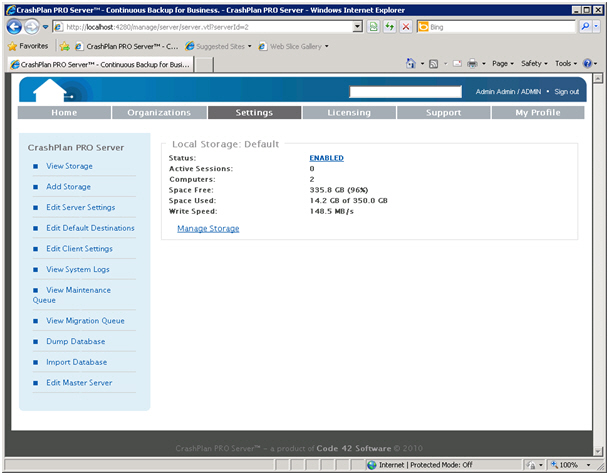 CrashPlan PRO Server™ - Continuous Backup for Business. - CrashPlan PRO Server - Windows Internet Explorer
http://localhost:4280/manage/server/server.vtl?serverId=2
Bing
Favorites CrashPlan PRO Server™ - C... Suggested Sites Web Slice Gallery
CrashPlan PRO Server™ - Continuous Backup for Busi...
Page Safety Tools
Admin Admin / ADMIN • Sign out
Home Organizations Settings Licensing Support My Profile
CrashPlan PRO Server
View Storage
Add Storage
Edit Server Settings
Edit Default Destinations
Edit Client Settings
View System Logs
View Maintenance
Queue
View Migration Queue
Dump Database
Import Database
Edit Master Server
Local Storage: Default
Status: ENABLED
Active Sessions: 0
Computers: 2
Space Free: 335.8 GB (96%)
Space Used: 14.2 GB of 350.0 GB
Write Speed: 148.5 MB/s
Manage Storage
CrashPlan PRO Server™ - a product of Code 42 Software © 2010
Internet | Protected Mode: Off 100%